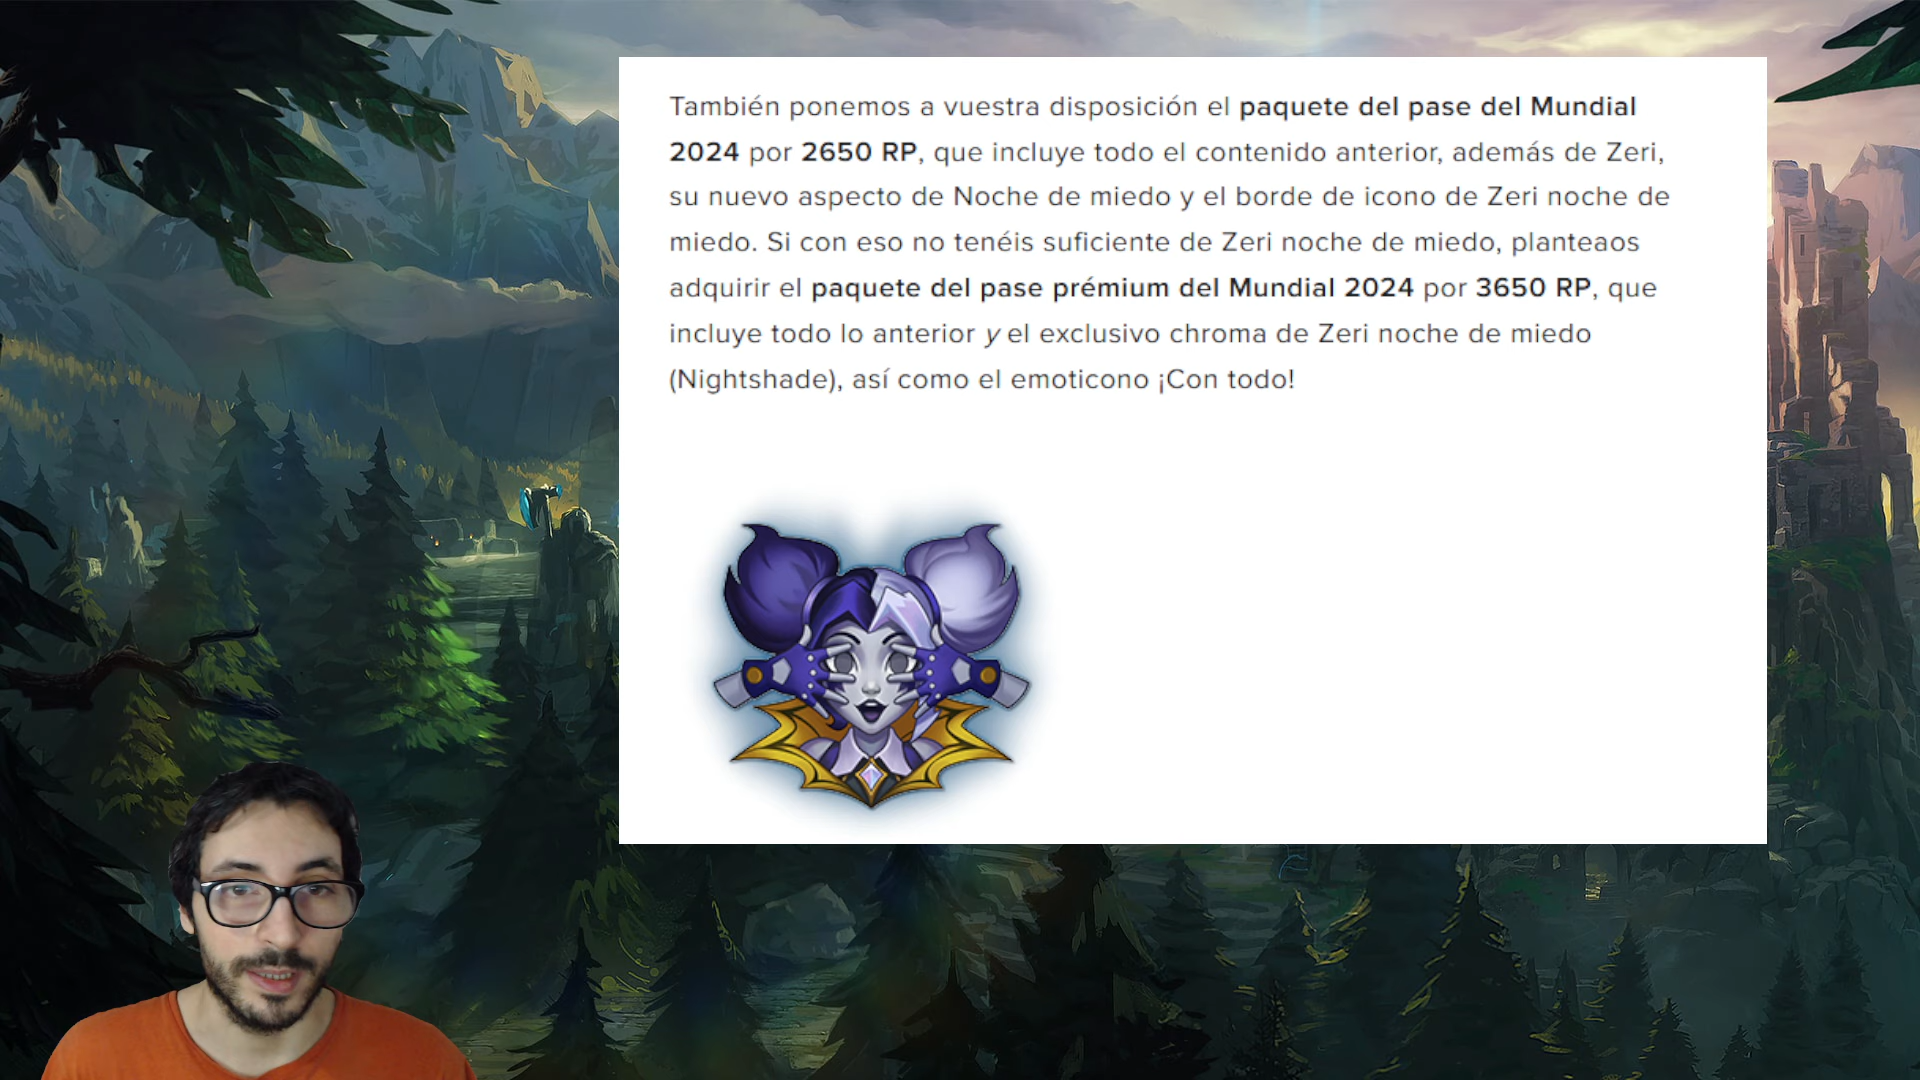 También ponemos a vuestra disposición el paquete del pase del Mundial
2024 por 2650 RP, que incluye todo el contenido anterior, además de Zeri,
su nuevo aspecto de Noche de miedo y el borde de icono de Zeri noche de
miedo. Si con eso no tenéis suficiente de Zeri noche de miedo, planteaos
adquirir el paquete del pase prémium del Mundial 2024 por 3650 RP, que
incluye todo lo anterior y el exclusivo chroma de Zeri noche de miedo
(Nightshade), así como el emoticono ¡Con todo!